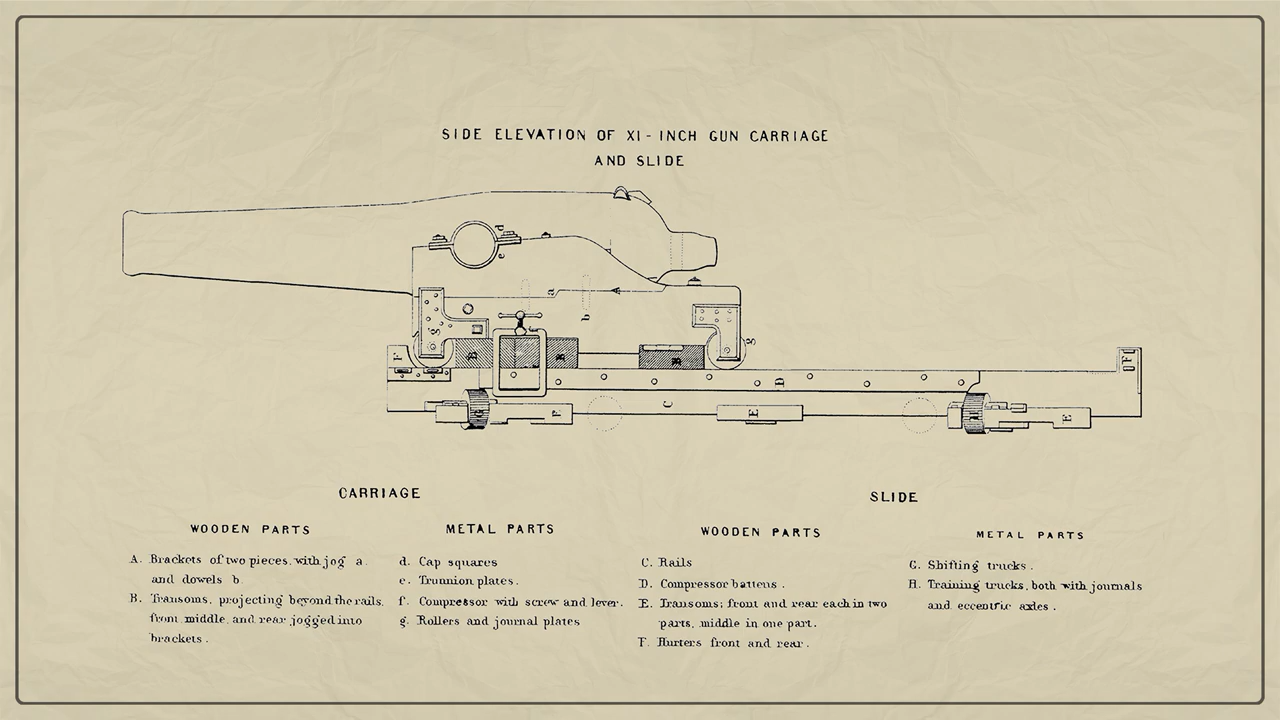 SIDE ELEVATION OF XI - INCH GUN CARRIAGE
AND SLIDE
d
e
a
b
f
g
S
F
B
B
B
F
D
C
G
F
E
A
E
CARRIAGE
SLIDE
WOODEN PARTS
A. Brackets of two pieces, with jog a.
and dowels b
B. Transoms, projecting beyond the rails.
front, middle, and rear jogged into
brackets.
METAL PARTS
d. Cap squares
e. Trunnion plates.
f. Compressor with screw and lever.
g. Rollers and journal plates
WOODEN PARTS
C. Rails
D. Compressor battens.
E. Transoms; front and rear each in two
parts, middle in one part.
F. Hurters front and rear.
METAL PARTS
G. Shifting trucks.
H. Training trucks, both with journals
and eccentric axles.